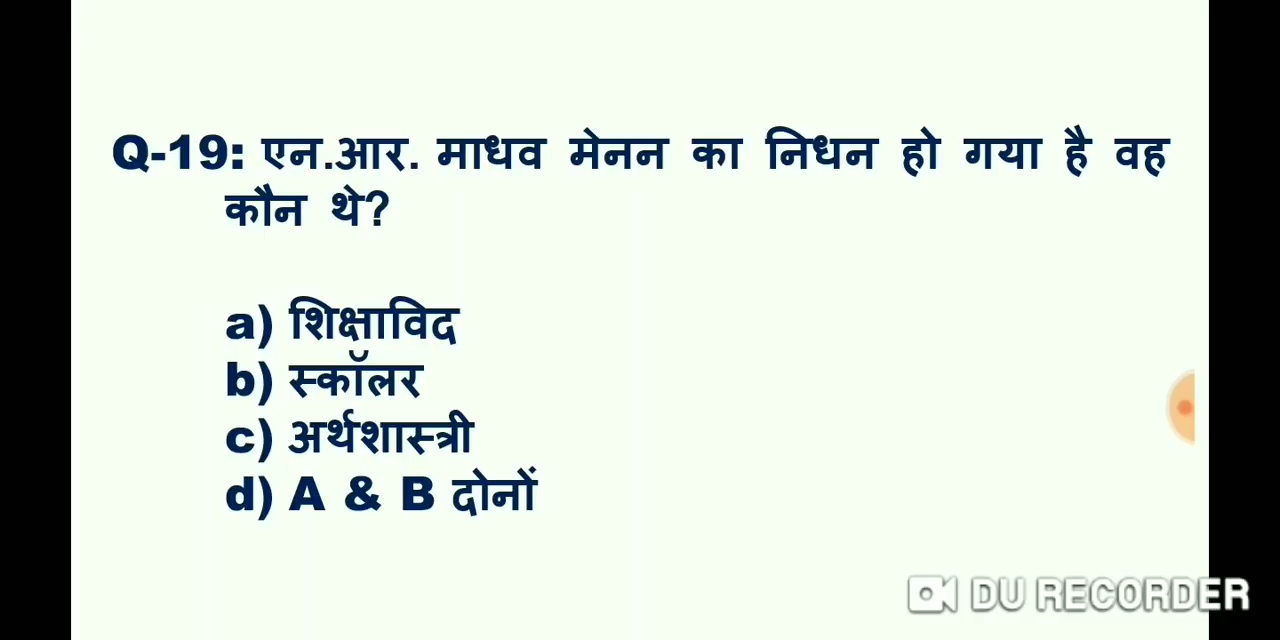 Q-19: एन.आर. माधव मेनन का निधन हो गया है वह
कौन थे?
a) शिक्षाविद
b) स्कॉलर
c) अर्थशास्त्री
d) A & B दोनों
DU RECORDER